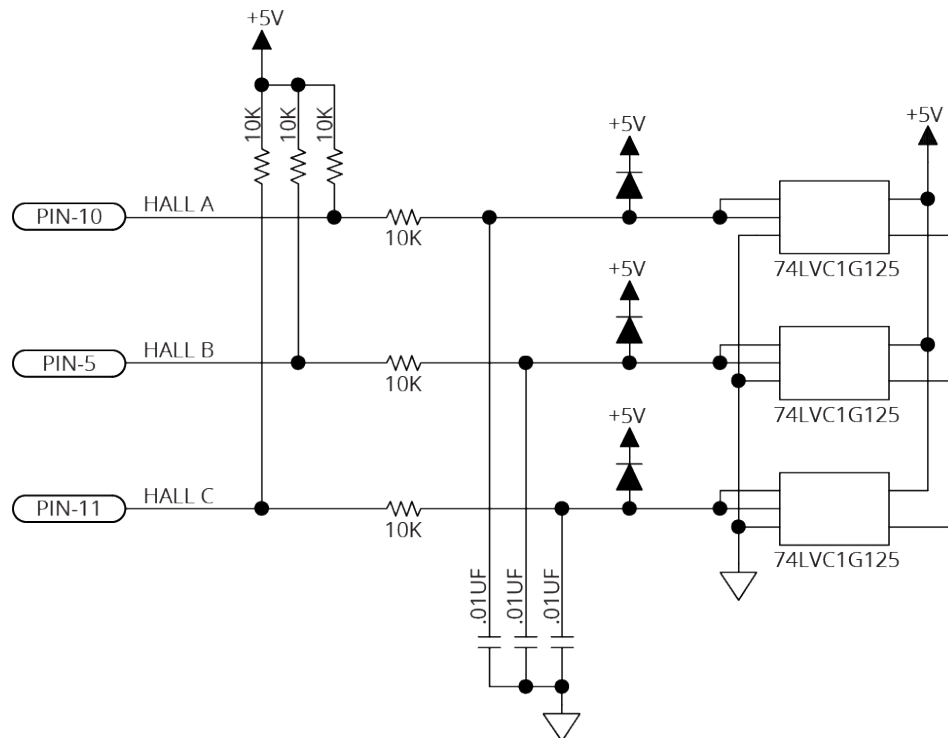 +5V
10K
10K
10K
+5V
+5V
PIN-10
HALL A
10K
74LVC1G125
+5V
PIN-5
HALL B
10K
74LVC1G125
+5V
PIN-11
HALL C
10K
74LVC1G125
.01UF
.01UF
.01UF